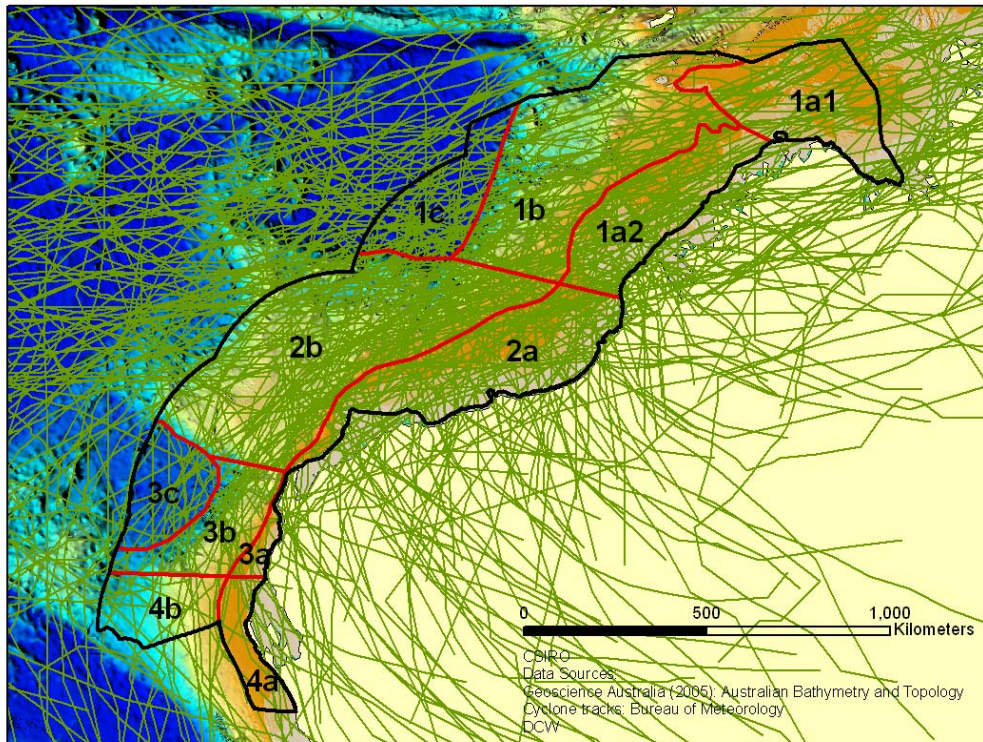 1a1
1c
1b
1a2
2b
2a
3c
3b
3a
4b
4a
0 500 1,000
Kilometers
CSIRO
Data Sources:
Geoscience Australia (2005): Australian Bathymetry and Topology
Cyclone tracks: Bureau of Meteorology
DCW